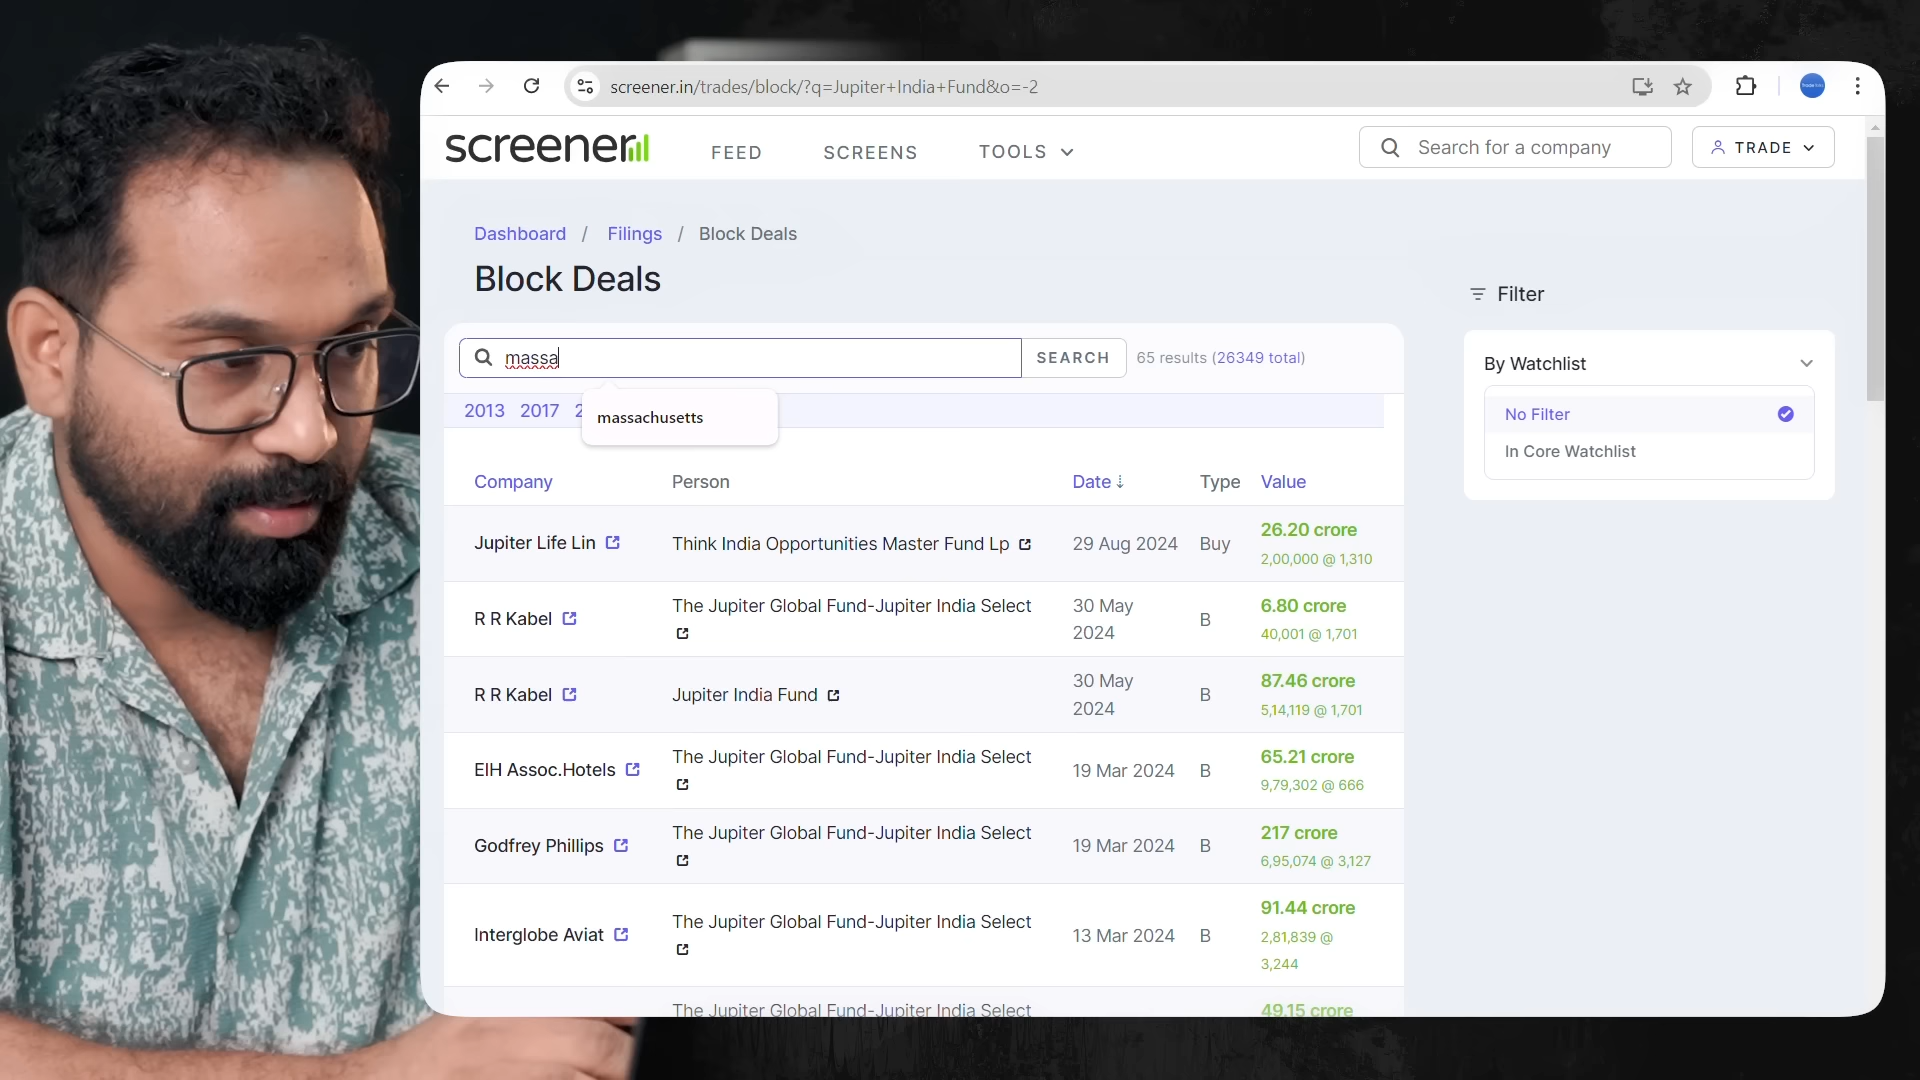 screener.in/trades/block/?q=Jupiter+India+Fund&o=-2
screener
FEED
SCREENS
TOOLS
Search for a company
TRADE
Dashboard / Filings / Block Deals
Block Deals
Filter
massa
SEARCH
65 results (26349 total)
By Watchlist
2013 2017 2
massachusetts
No Filter
In Core Watchlist
Company Person Date ↓ Type Value
Jupiter Life Lin Think India Opportunities Master Fund Lp 29 Aug 2024 Buy 26.20 crore
2,00,000 @ 1,310
R R Kabel The Jupiter Global Fund-Jupiter India Select 30 May 2024 B 6.80 crore
40,001 @ 1,701
R R Kabel Jupiter India Fund 30 May 2024 B 87.46 crore
5,14,119 @ 1,701
EIH Assoc.Hotels The Jupiter Global Fund-Jupiter India Select 19 Mar 2024 B 65.21 crore
9,79,302 @ 666
Godfrey Phillips The Jupiter Global Fund-Jupiter India Select 19 Mar 2024 B 217 crore
6,95,074 @ 3,127
Interglobe Aviat The Jupiter Global Fund-Jupiter India Select 13 Mar 2024 B 91.44 crore
2,81,839 @
3,244
The Jupiter Global Fund-Jupiter India Select 49.15 crore